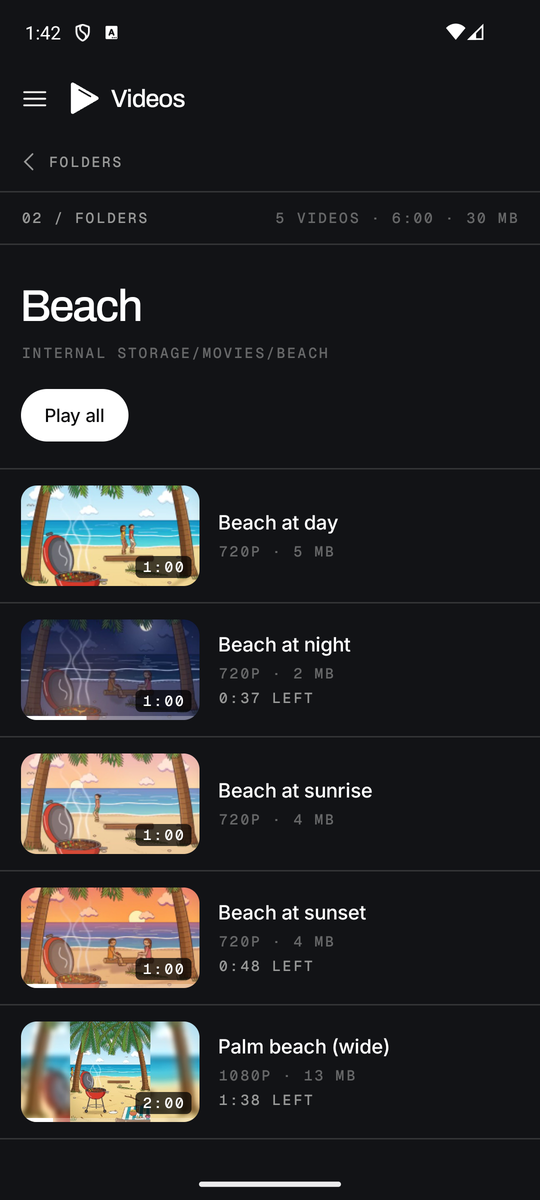 1:42
A
Videos
FOLDERS
02 / FOLDERS
5 VIDEOS · 6:00 · 30 MB
Beach
INTERNAL STORAGE/MOVIES/BEACH
Play all
1:00
Beach at day
720P · 5 MB
1:00
Beach at night
720P · 2 MB
0:37 LEFT
1:00
Beach at sunrise
720P · 4 MB
1:00
Beach at sunset
720P · 4 MB
0:48 LEFT
2:00
Palm beach (wide)
1080P · 13 MB
1:38 LEFT